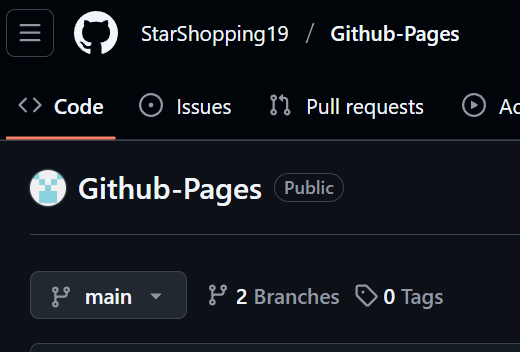 StarShopping19 / Github-Pages
Code Issues Pull requests Ac
Github-Pages Public
main 2 Branches 0 Tags